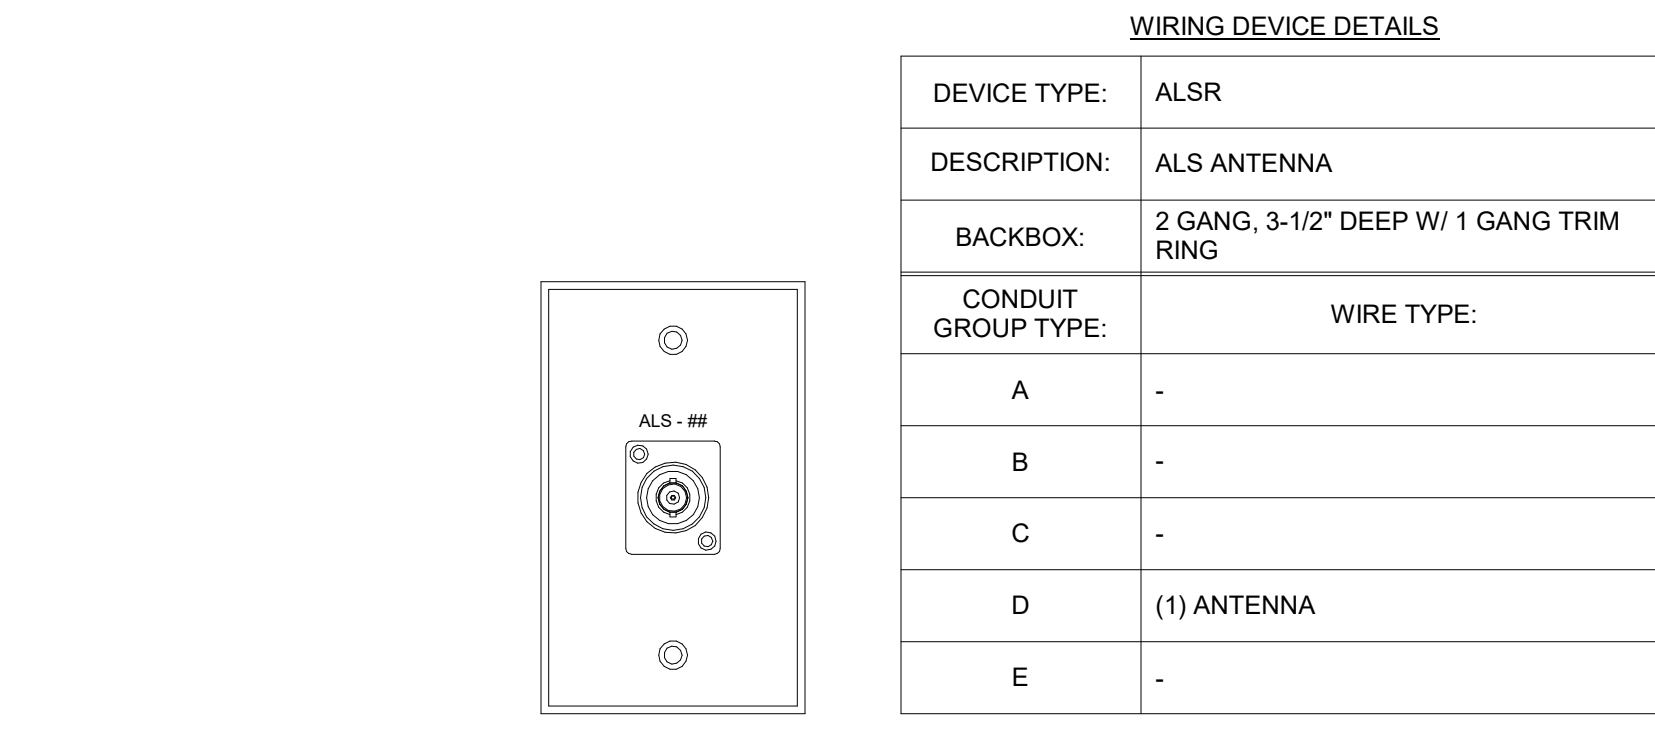 WIRING DEVICE DETAILS
DEVICE TYPE: ALSR
DESCRIPTION: ALS ANTENNA
BACKBOX: 2 GANG, 3-1/2" DEEP W/ 1 GANG TRIM
RING
CONDUIT
GROUP TYPE: WIRE TYPE:
A -
B -
C -
D (1) ANTENNA
E -
ALS - ##